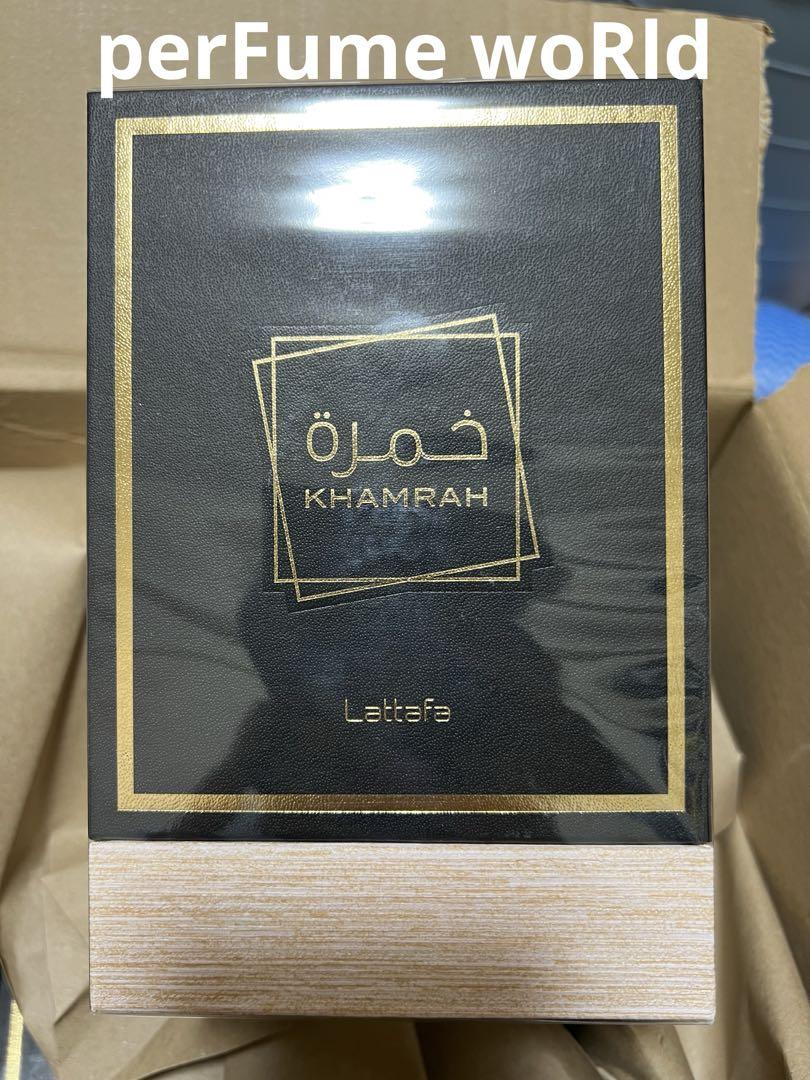 perFume woRld
خمرة
KHAMRAH
Lattafa